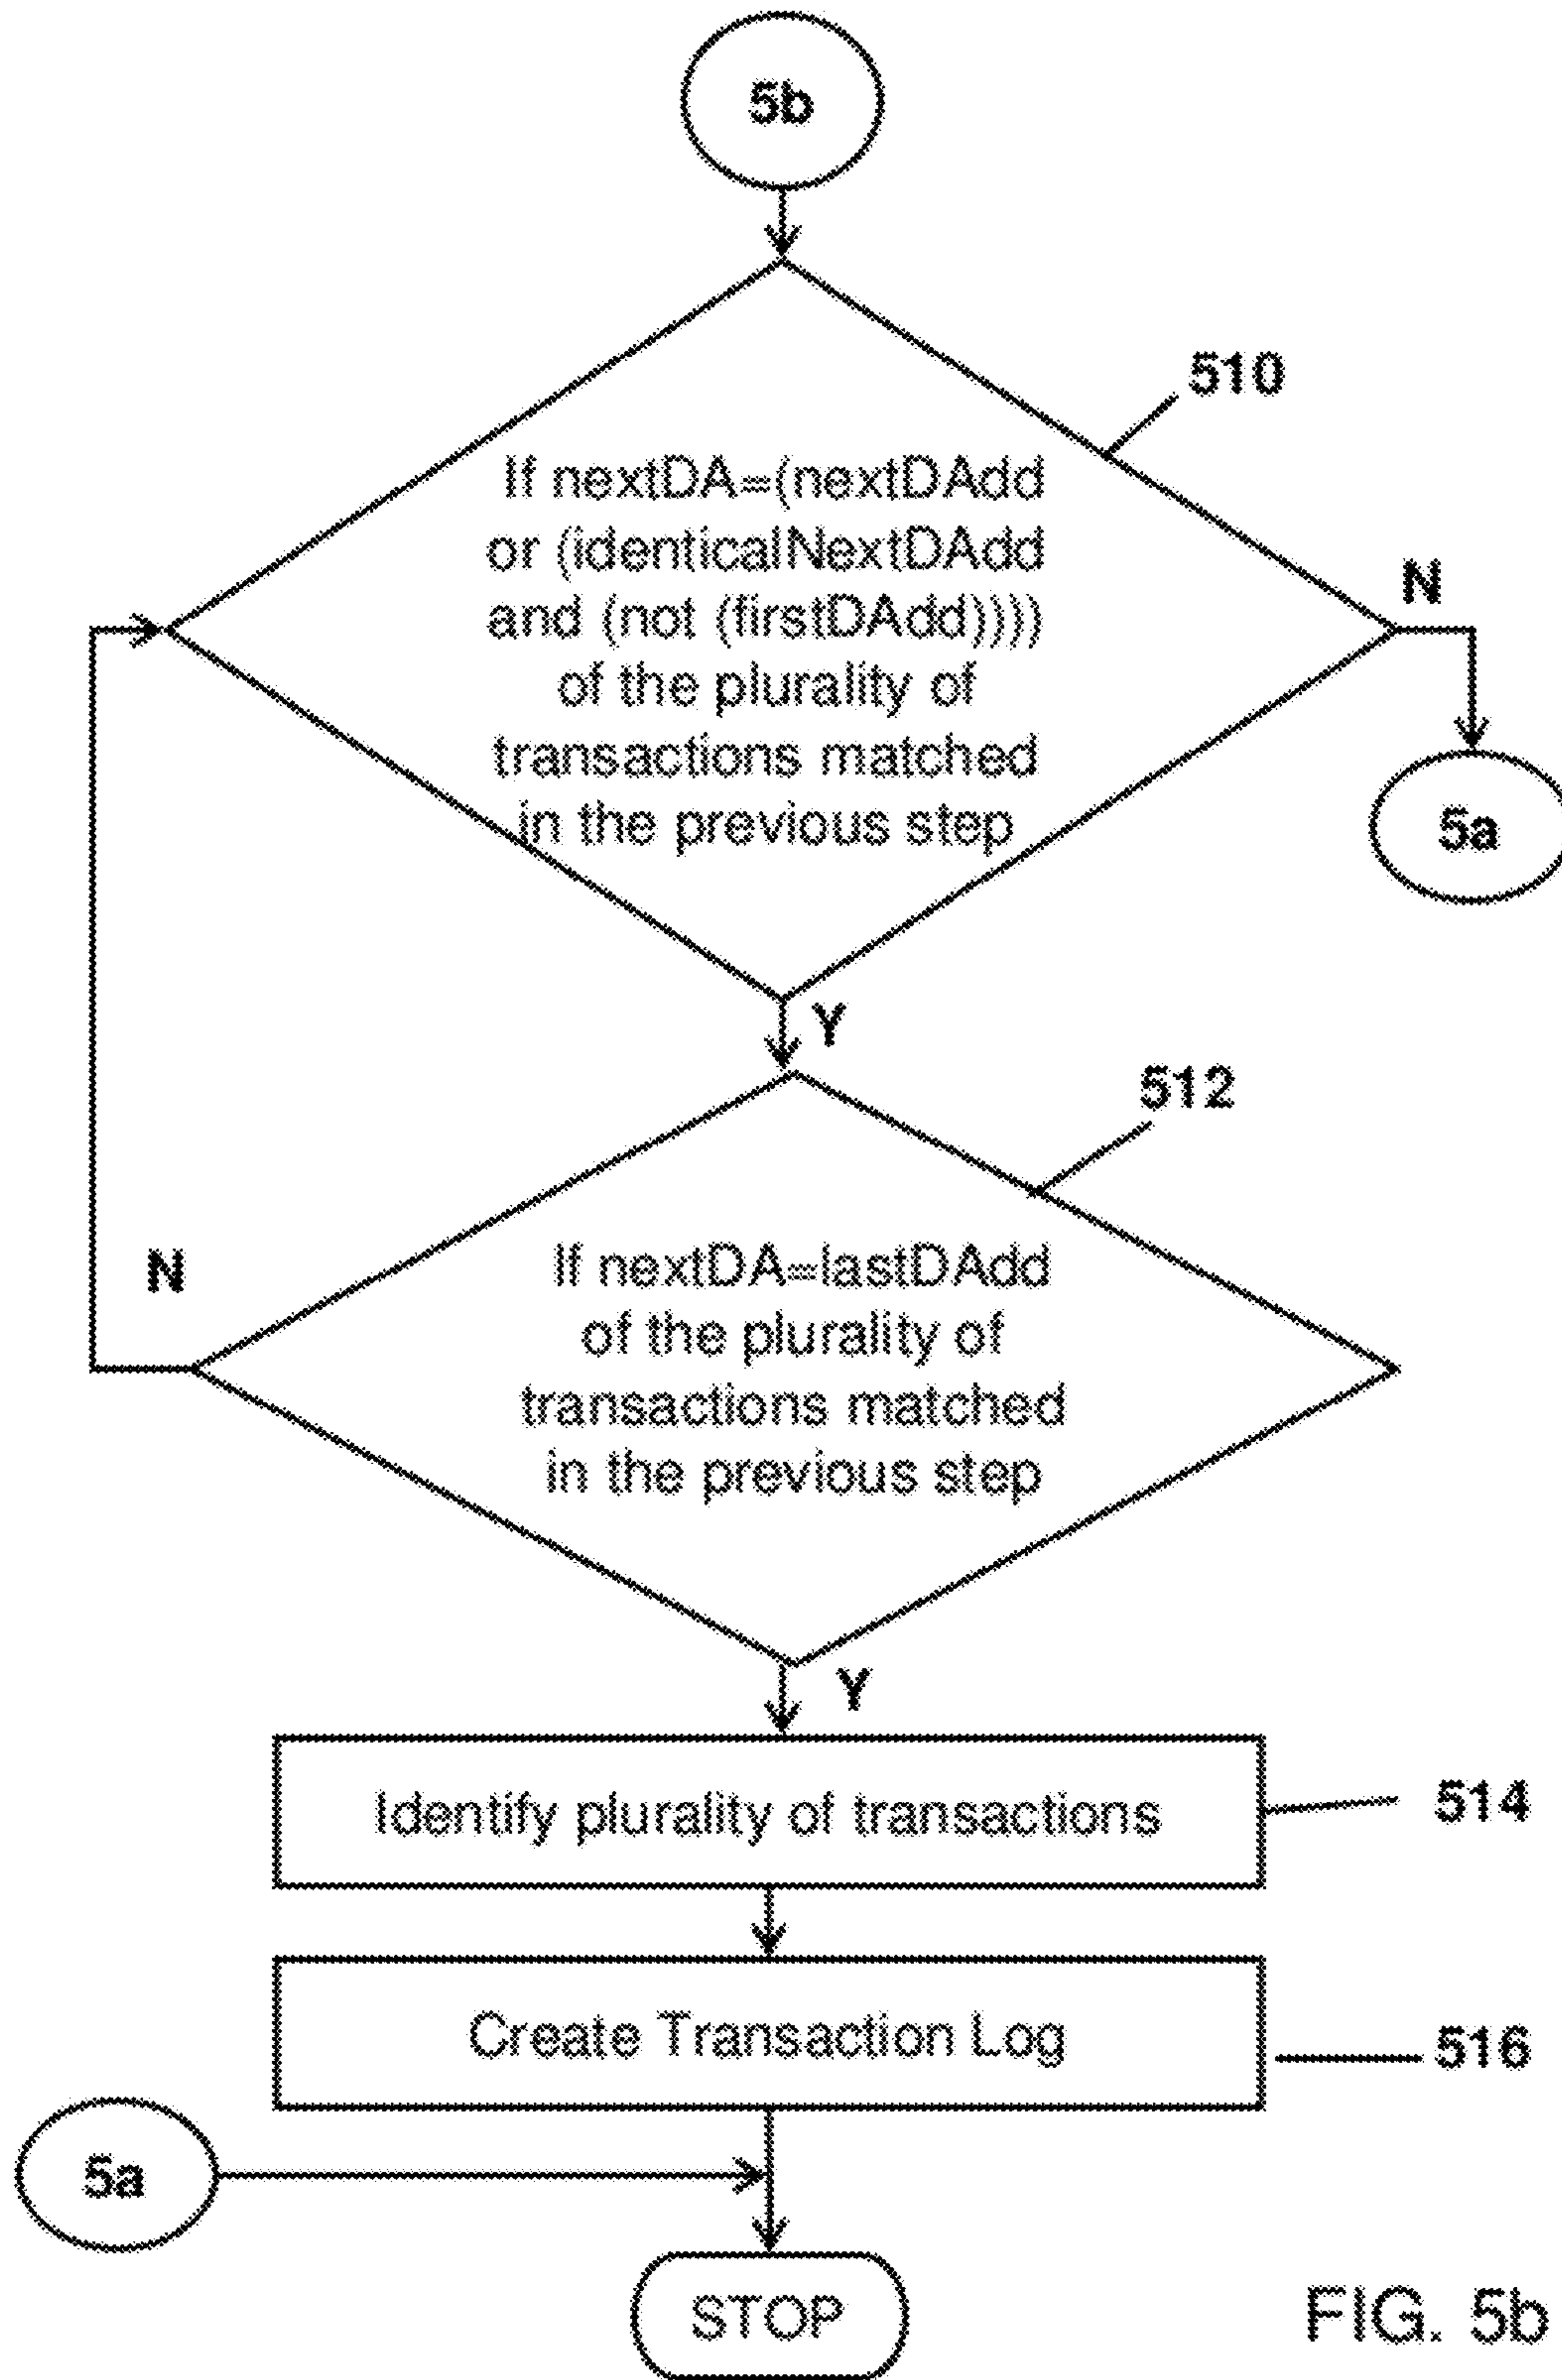 5b
510
If nextDA=(nextDAdd
or (identicalNextDAdd
and (not (firstDAdd))))
of the plurality of
transactions matched
in the previous step
N
5a
Y
512
If nextDA=lastDAdd
of the plurality of
transactions matched
in the previous step
N
Y
Identify plurality of transactions
514
Create Transaction Log
516
5a
STOP
FIG. 5b